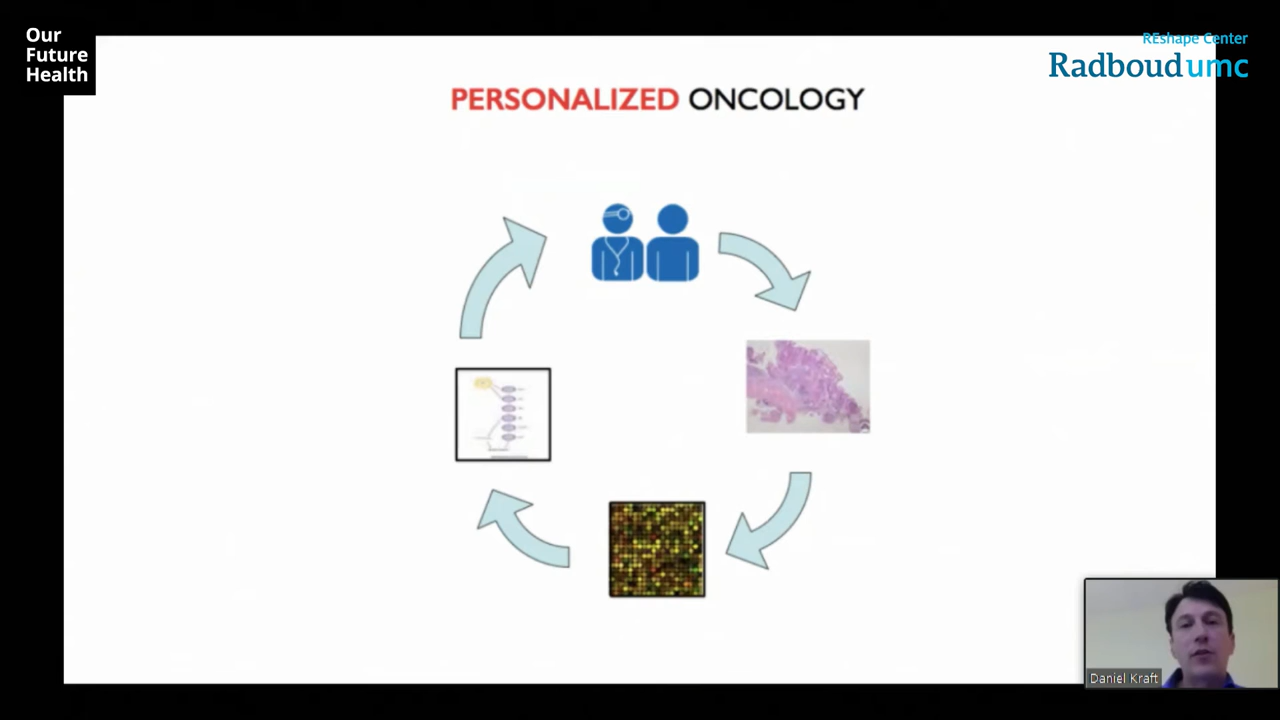 Our
Future
Health
REshape Center
Radboudumc
PERSONALIZED ONCOLOGY
Daniel Kraft